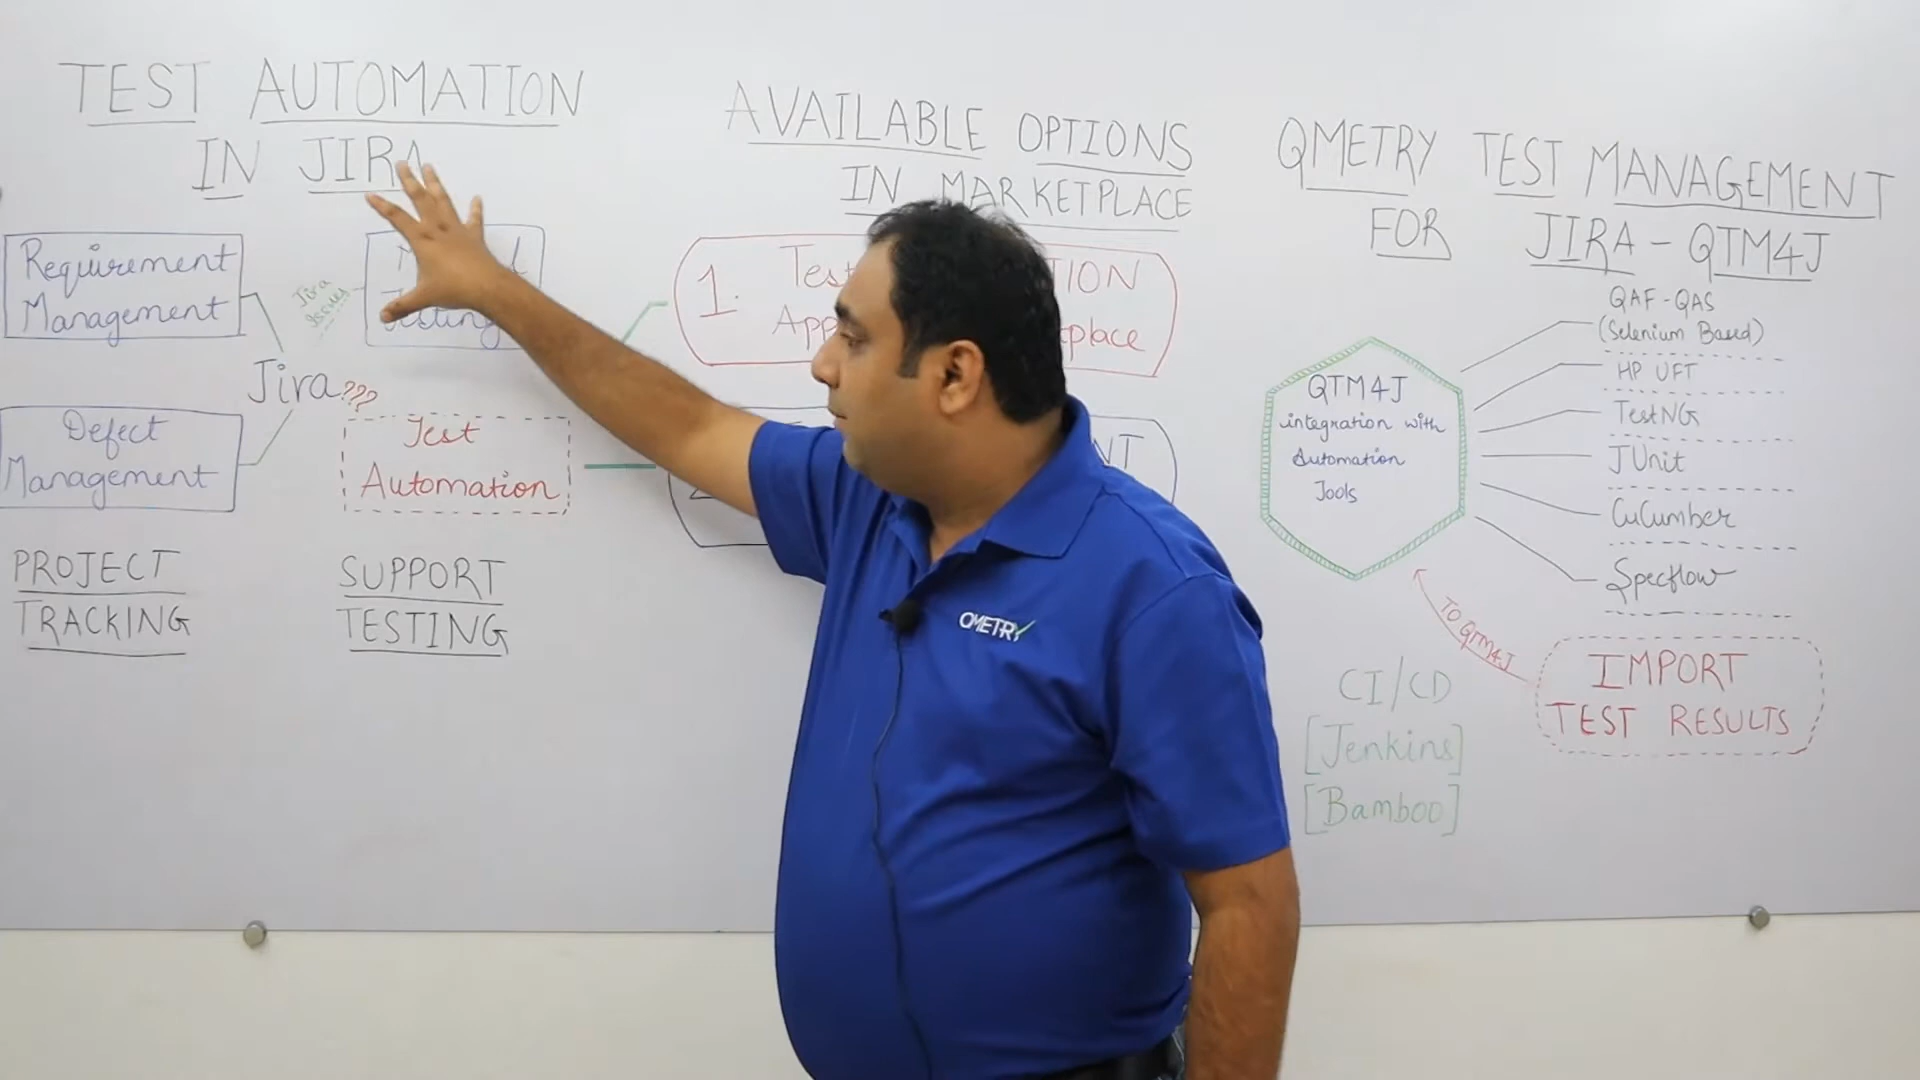 TEST AUTOMATION
IN JIRA
Requirement
Management
Jira
Issues
Testing
Jira???
Defect
Management
Test
Automation
PROJECT
TRACKING
SUPPORT
TESTING
AVAILABLE OPTIONS
IN MARKETPLACE
1.
QMETRY TEST MANAGEMENT
FOR JIRA - QTM4J
QTM4J
integration with
Automation
Tools
QAF-QAS
(Selenium Based)
HP UFT
TestNG
JUnit
CuCumber
Specflow
TO QTM4J
IMPORT
TEST RESULTS
CI/CD
[Jenkins]
[Bamboo]
QMETRY